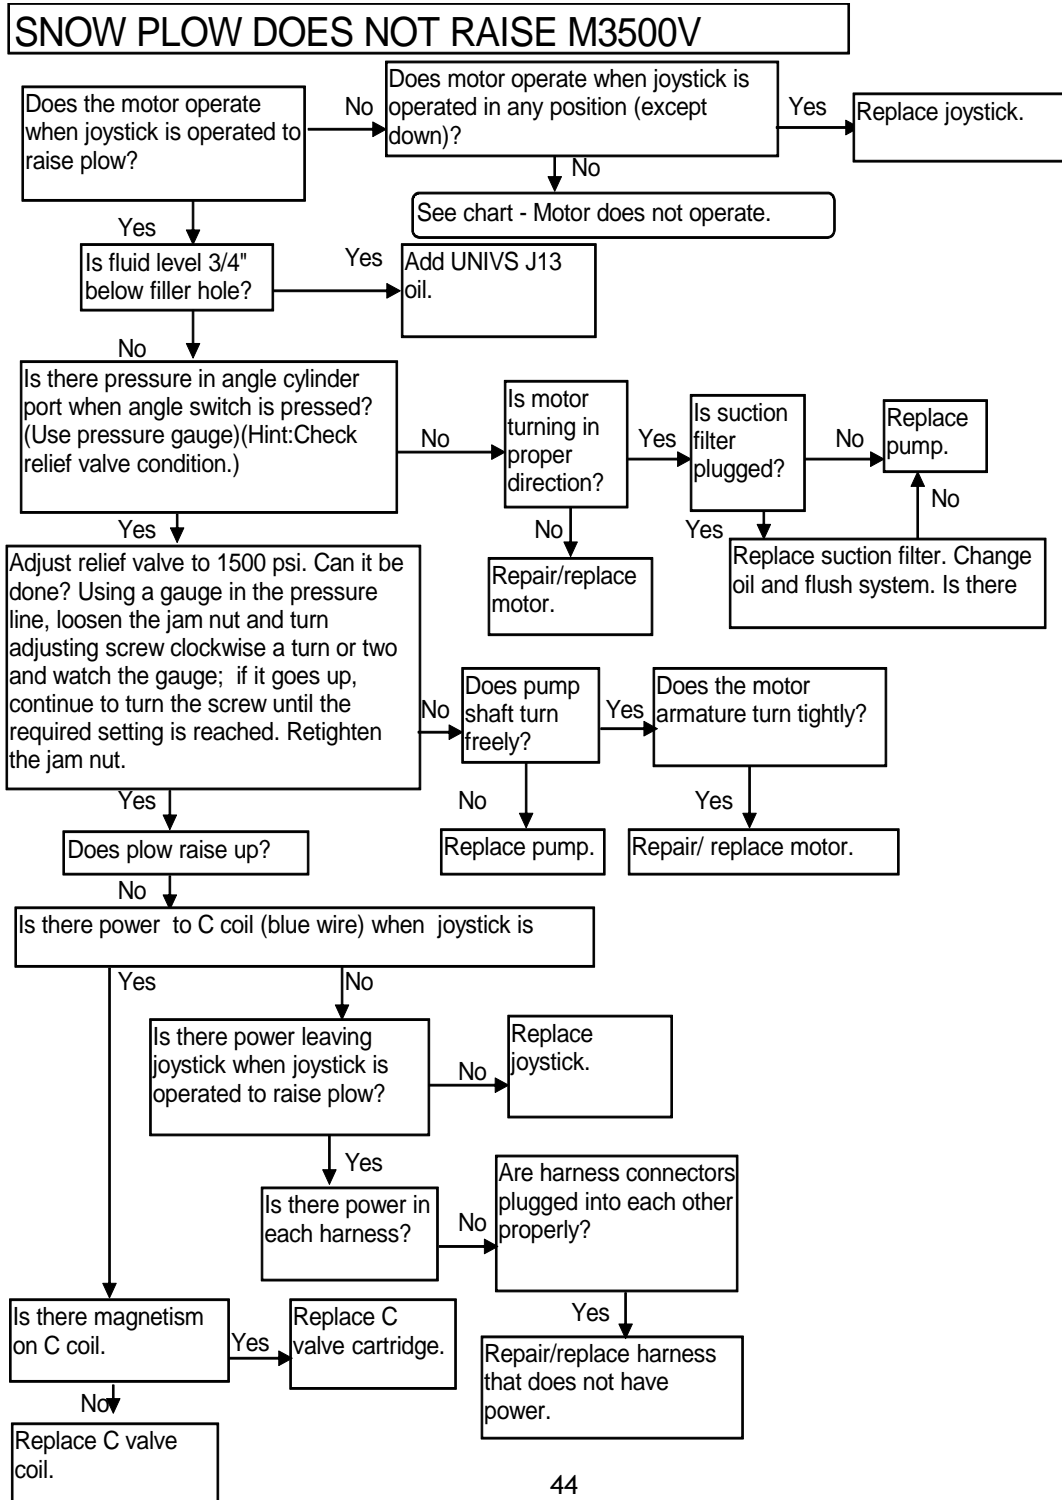 SNOW PLOW DOES NOT RAISE M3500V
Does the motor operate
when joystick is operated to
raise plow?
No
Does motor operate when joystick is
operated in any position (except
down)?
Yes
Replace joystick.
No
See chart - Motor does not operate.
Yes
Is fluid level 3/4"
below filler hole?
Yes
Add UNIVS J13
oil.
No
Is there pressure in angle cylinder
port when angle switch is pressed?
(Use pressure gauge)(Hint:Check
relief valve condition.)
No
Is motor
turning in
proper
direction?
Yes
Is suction
filter
plugged?
No
Replace
pump.
No
Yes
No
Yes
Replace suction filter. Change
oil and flush system. Is there
Repair/replace
motor.
Adjust relief valve to 1500 psi. Can it be
done? Using a gauge in the pressure
line, loosen the jam nut and turn
adjusting screw clockwise a turn or two
and watch the gauge; if it goes up,
continue to turn the screw until the
required setting is reached. Retighten
the jam nut.
No
Does pump
shaft turn
freely?
Yes
Does the motor
armature turn tightly?
No
Yes
Replace pump.
Repair/ replace motor.
Yes
Does plow raise up?
No
Is there power to C coil (blue wire) when joystick is
Yes
No
Is there power leaving
joystick when joystick is
operated to raise plow?
No
Replace
joystick.
Yes
Is there power in
each harness?
No
Are harness connectors
plugged into each other
properly?
Yes
Repair/replace harness
that does not have
power.
Is there magnetism
on C coil.
Yes
Replace C
valve cartridge.
No
Replace C valve
coil.
44